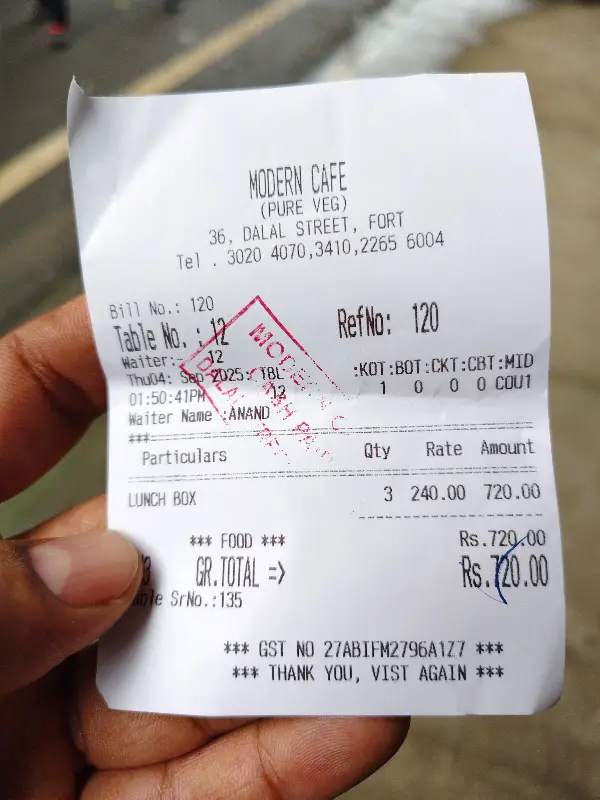 MODERN CAFE
(PURE VEG)
36, DALAL STREET, FORT
Tel . 3020 4070,3410,2265 6004
Bill No.: 120
Table No. : 12 RefNo: 120
Waiter:- 12
Thu04: Sep 2025: TBL :KOT:BOT:CKT:CBT:MID
01:50:41PM 12 1 0 0 0 COU1
Waiter Name :ANAND
***
Particulars Qty Rate Amount
LUNCH BOX 3 240.00 720.00
*** FOOD *** Rs.720.00
GR.TOTAL => Rs.720.00
SrNo.:135
*** GST NO 27ABIFM2796A1Z7 ***
*** THANK YOU, VIST AGAIN ***